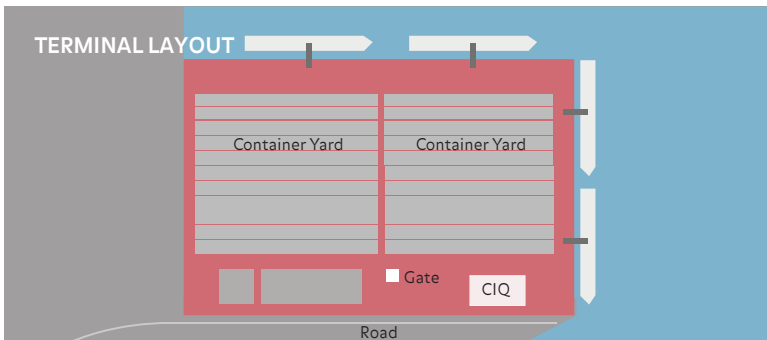 TERMINAL LAYOUT
Container Yard
Container Yard
Gate
CIQ
Road